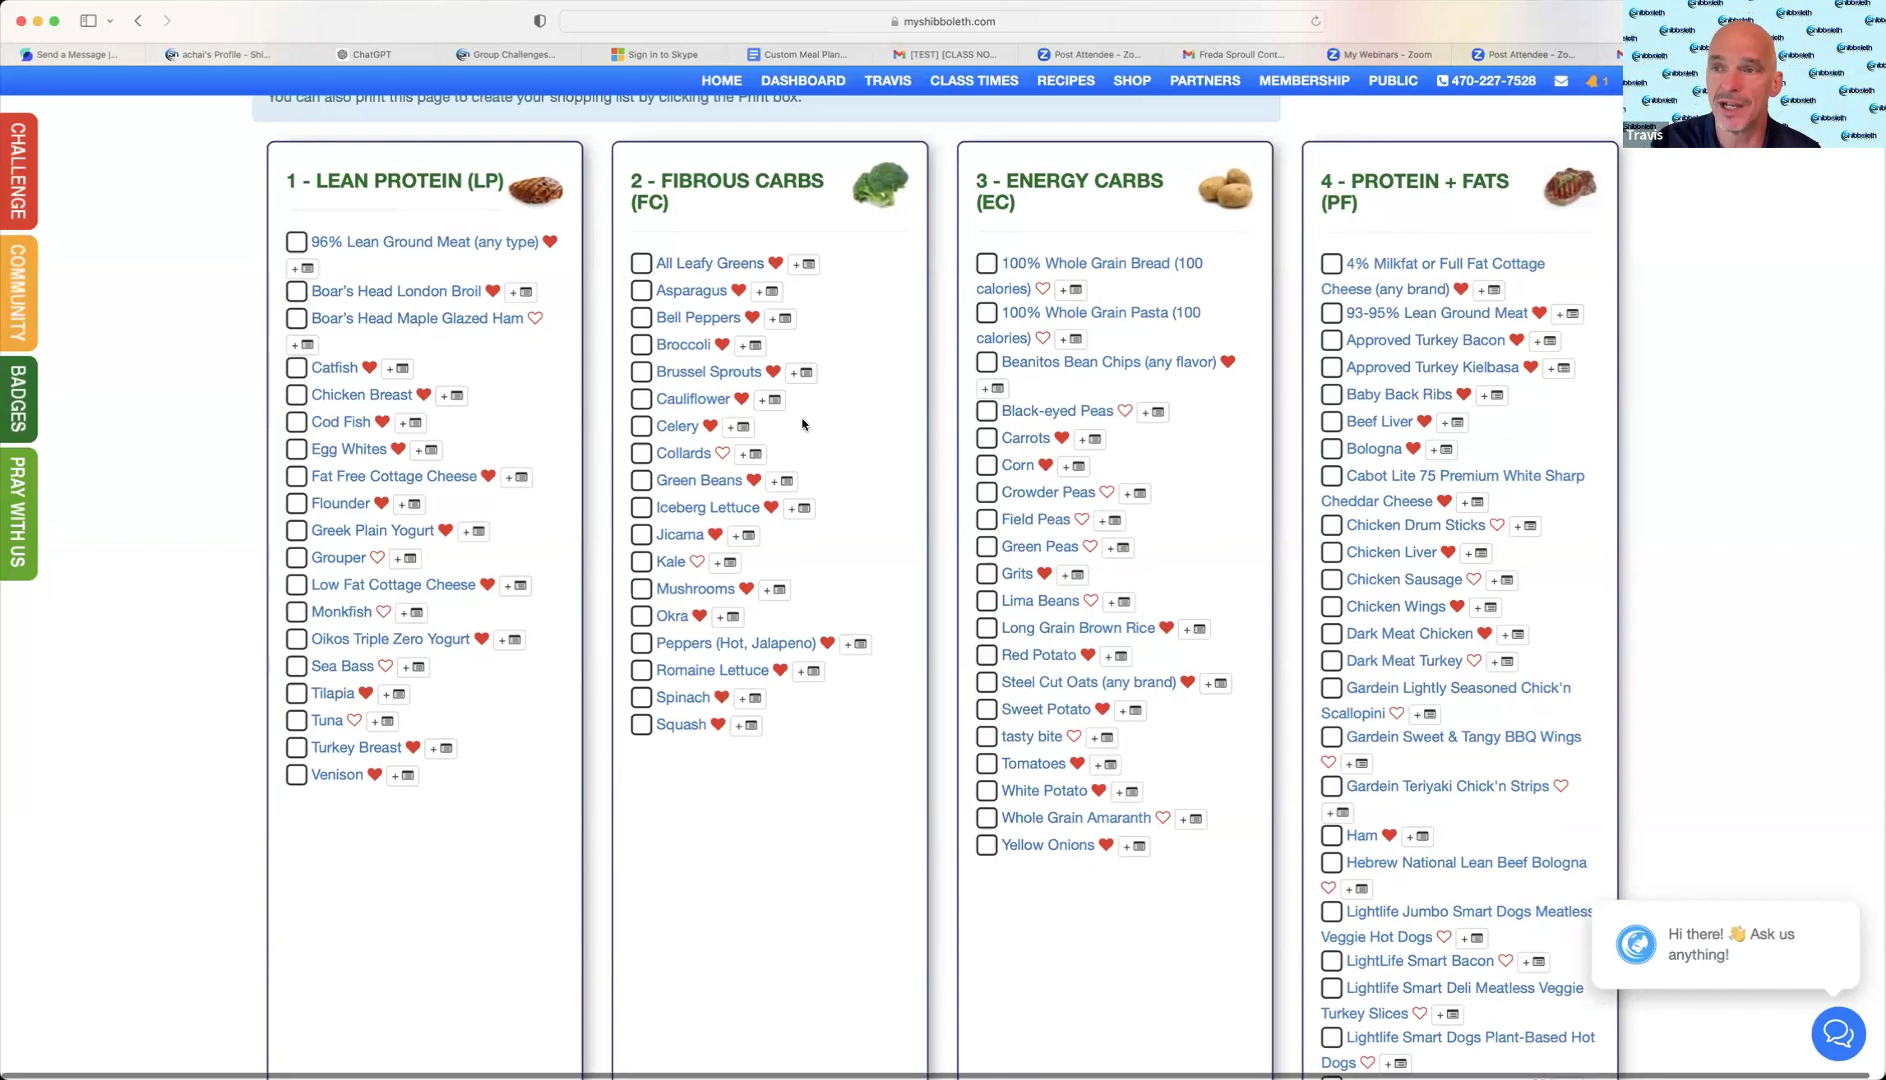 myshibboleth.com
Send a Message |...
achai's Profile - Shi...
ChatGPT
Group Challenges...
Sign in to Skype
Custom Meal Plan...
[TEST] [CLASS NO...
Post Attendee - Zo...
Freda Sproull Cont...
My Webinars - Zoom
Post Attendee - Zo...
HOME DASHBOARD TRAVIS CLASS TIMES RECIPES SHOP PARTNERS MEMBERSHIP PUBLIC 470-227-7528 1
Travis
You can also print this page to create your shopping list by clicking the Print box.
CHALLENGE
COMMUNITY
BADGES
PRAY WITH US
1 - LEAN PROTEIN (LP)
96% Lean Ground Meat (any type)
Boar's Head London Broil
Boar's Head Maple Glazed Ham
Catfish
Chicken Breast
Cod Fish
Egg Whites
Fat Free Cottage Cheese
Flounder
Greek Plain Yogurt
Grouper
Low Fat Cottage Cheese
Monkfish
Oikos Triple Zero Yogurt
Sea Bass
Tilapia
Tuna
Turkey Breast
Venison
2 - FIBROUS CARBS
(FC)
All Leafy Greens
Asparagus
Bell Peppers
Broccoli
Brussel Sprouts
Cauliflower
Celery
Collards
Green Beans
Iceberg Lettuce
Jicama
Kale
Mushrooms
Okra
Peppers (Hot, Jalapeno)
Romaine Lettuce
Spinach
Squash
3 - ENERGY CARBS
(EC)
100% Whole Grain Bread (100
calories)
100% Whole Grain Pasta (100
calories)
Beanitos Bean Chips (any flavor)
Black-eyed Peas
Carrots
Corn
Crowder Peas
Field Peas
Green Peas
Grits
Lima Beans
Long Grain Brown Rice
Red Potato
Steel Cut Oats (any brand)
Sweet Potato
tasty bite
Tomatoes
White Potato
Whole Grain Amaranth
Yellow Onions
4 - PROTEIN + FATS
(PF)
4% Milkfat or Full Fat Cottage
Cheese (any brand)
93-95% Lean Ground Meat
Approved Turkey Bacon
Approved Turkey Kielbasa
Baby Back Ribs
Beef Liver
Bologna
Cabot Lite 75 Premium White Sharp
Cheddar Cheese
Chicken Drum Sticks
Chicken Liver
Chicken Sausage
Chicken Wings
Dark Meat Chicken
Dark Meat Turkey
Gardein Lightly Seasoned Chick'n
Scallopini
Gardein Sweet & Tangy BBQ Wings
Gardein Teriyaki Chick'n Strips
Ham
Hebrew National Lean Beef Bologna
Lightlife Jumbo Smart Dogs Meatless
Veggie Hot Dogs
LightLife Smart Bacon
Lightlife Smart Deli Meatless Veggie
Turkey Slices
Lightlife Smart Dogs Plant-Based Hot
Dogs
Hi there! 👋 Ask us
anything!